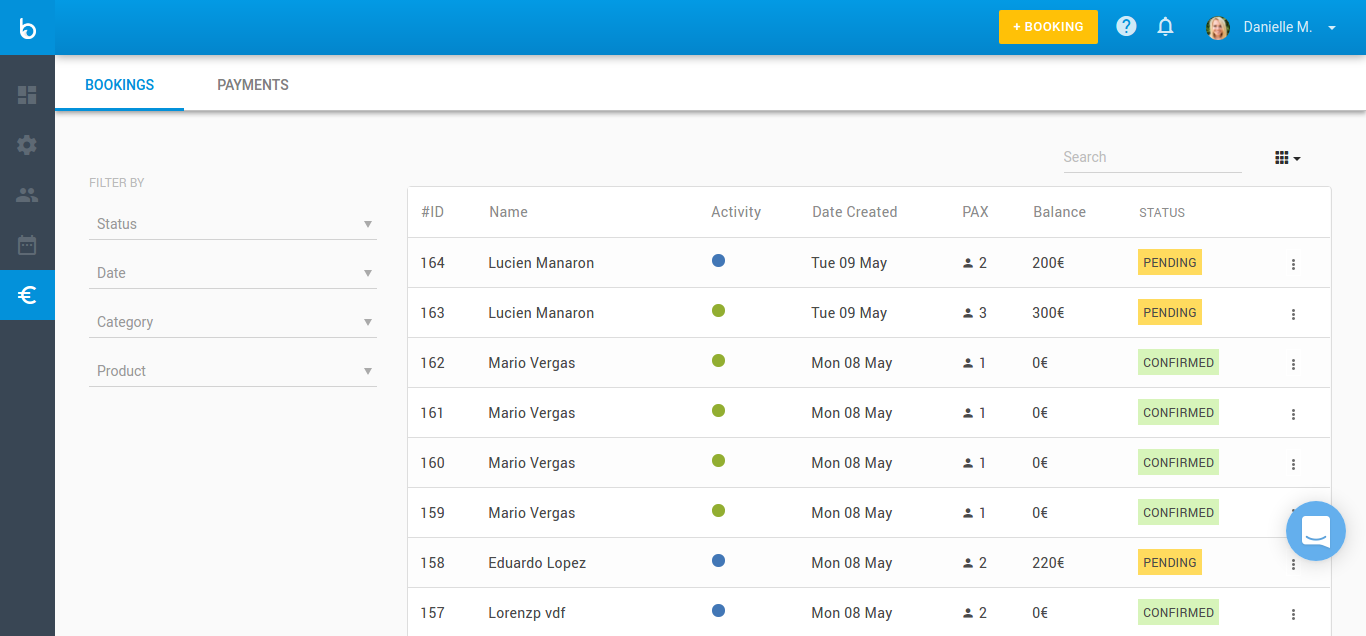 b
+ BOOKING
?
Danielle M.
BOOKINGS
PAYMENTS
Search
FILTER BY
Status
Date
Category
Product
€
#ID Name Activity Date Created PAX Balance STATUS
164 Lucien Manaron Tue 09 May 2 200€ PENDING
163 Lucien Manaron Tue 09 May 3 300€ PENDING
162 Mario Vergas Mon 08 May 1 0€ CONFIRMED
161 Mario Vergas Mon 08 May 1 0€ CONFIRMED
160 Mario Vergas Mon 08 May 1 0€ CONFIRMED
159 Mario Vergas Mon 08 May 1 0€ CONFIRMED
158 Eduardo Lopez Mon 08 May 2 220€ PENDING
157 Lorenzp vdf Mon 08 May 2 0€ CONFIRMED